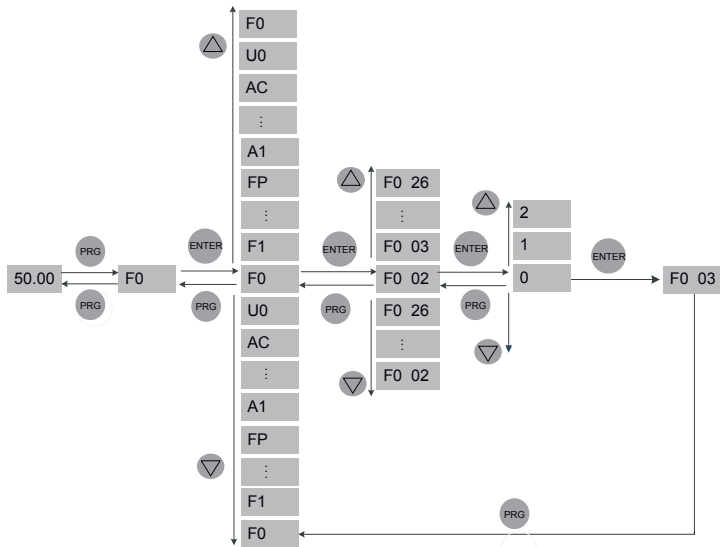 F0
U0
AC
⋮
A1
FP
⋮
F1
F0
U0
AC
⋮
A1
FP
⋮
F1
F0
50.00
PRG
PRG
F0
ENTER
PRG
ENTER
PRG
F0 26
⋮
F0 03
F0 02
F0 26
⋮
F0 02
ENTER
PRG
2
1
0
ENTER
F0 03
PRG